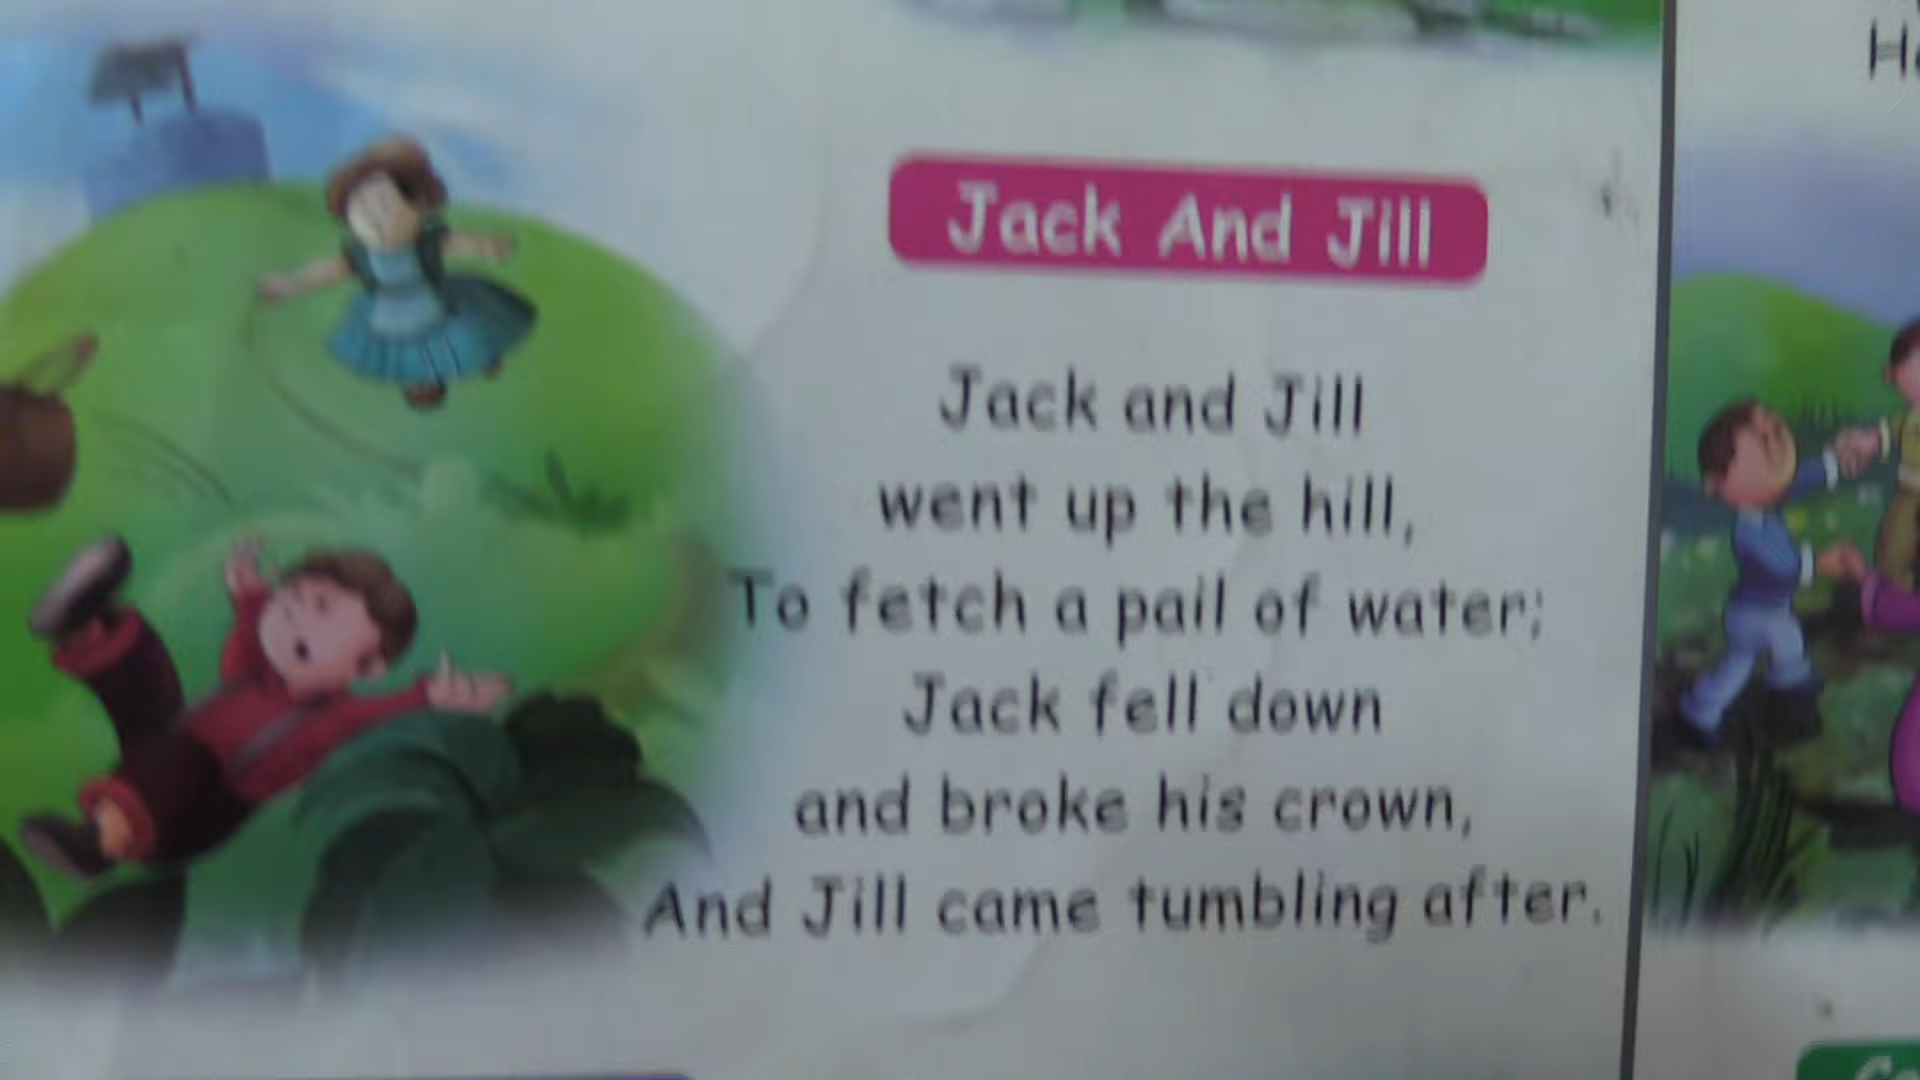 Jack And Jill
Jack and Jill
went up the hill,
To fetch a pail of water;
Jack fell down
and broke his crown,
And Jill came tumbling after.